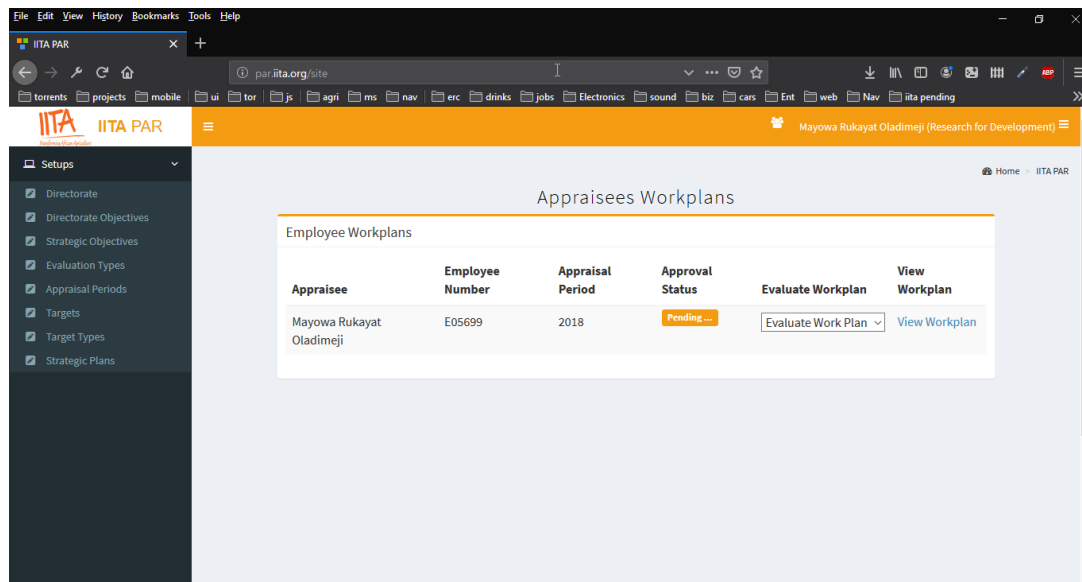 File Edit View History Bookmarks Tools Help
IITA PAR
par.iita.org/site
torrents projects mobile ui tor js agri ms nav erc drinks jobs Electronics sound biz cars Ent web Nav iita pending
IITA IITA PAR
Mayowa Rukayat Oladimeji (Research for Development)
Setups
Home > IITA PAR
Directorate
Directorate Objectives
Strategic Objectives
Evaluation Types
Appraisal Periods
Targets
Target Types
Strategic Plans
Appraisees Workplans
Employee Workplans
Appraisee Employee Number Appraisal Period Approval Status Evaluate Workplan View Workplan
Mayowa Rukayat Oladimeji E05699 2018 Pending ... Evaluate Work Plan View Workplan
ABP